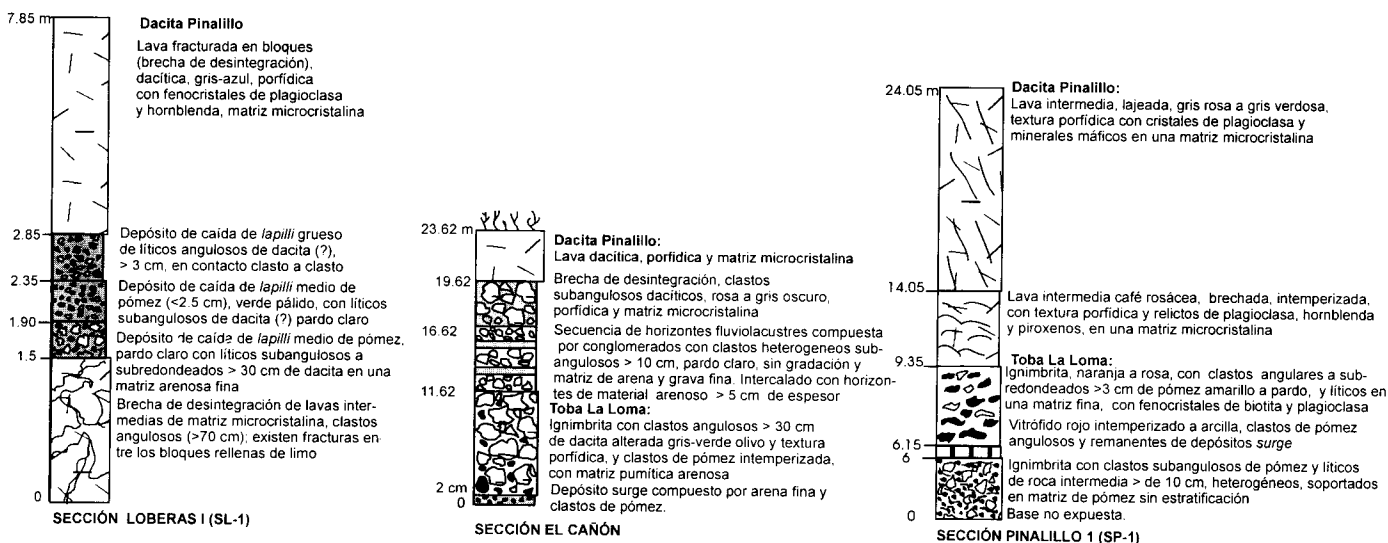 7.85 m
Dacita Pinalillo
Lava fracturada en bloques
(brecha de desintegración),
dacítica, gris-azul, porfídica
con fenocristales de plagioclasa
y hornblenda, matriz microcristalina
2.85
Depósito de caída de lapilli grueso
de líticos angulosos de dacita (?),
> 3 cm, en contacto clasto a clasto
2.35
Depósito de caída de lapilli medio de
pómez (<2.5 cm), verde pálido, con líticos
subangulosos de dacita (?) pardo claro
1.90
Depósito de caída de lapilli medio de pómez,
pardo claro con líticos subangulosos a
subredondeados > 30 cm de dacita en una
matriz arenosa fina
1.5
Brecha de desintegración de lavas inter-
medias de matriz microcristalina, clastos
angulosos (>70 cm); existen fracturas en-
tre los bloques rellenas de limo
0
SECCIÓN LOBERAS I (SL-1)
23.62 m
Dacita Pinalillo:
Lava dacítica, porfidica y matriz microcristalina
19.62
Brecha de desintegración, clastos
subangulosos dacíticos, rosa a gris oscuro,
porfídica y matriz microcristalina
16.62
Secuencia de horizontes fluviolacustres compuesta
por conglomerados con clastos heterogeneos sub-
angulosos > 10 cm, pardo claro, sin gradación y
matriz de arena y grava fina. Intercalado con horizon-
tes de material arenoso > 5 cm de espesor
11.62
Toba La Loma:
Ignimbrita con clastos angulosos > 30 cm
de dacita alterada gris-verde olivo y textura
porfídica, y clastos de pómez intemperizada,
con matriz pumítica arenosa
2 cm
Depósito surge compuesto por arena fina y
clastos de pómez.
0
SECCIÓN EL CAÑÓN
24.05 m
Dacita Pinalillo:
Lava intermedia, lajeada, gris rosa a gris verdosa,
textura porfídica con cristales de plagioclasa y
minerales máficos en una matriz microcristalina
14.05
Lava intermedia café rosácea, brechada, intemperizada,
con textura porfídica y relictos de plagioclasa, hornblenda
y piroxenos, en una matriz microcristalina
9.35
Toba La Loma:
Ignimbrita, naranja a rosa, con clastos angulares a sub-
redondeados >3 cm de pómez amarillo a pardo, y líticos en
una matriz fina, con fenocristales de biotita y plagioclasa
Vitrófido rojo intemperizado a arcilla, clastos de pómez
angulosos y remanentes de depósitos surge
6.15
6
Ignimbrita con clastos subangulosos de pómez y líticos
de roca intermedia > de 10 cm, heterogéneos, soportados
en matriz de pómez sin estratificación
Base no expuesta.
0
SECCIÓN PINALILLO 1 (SP-1)